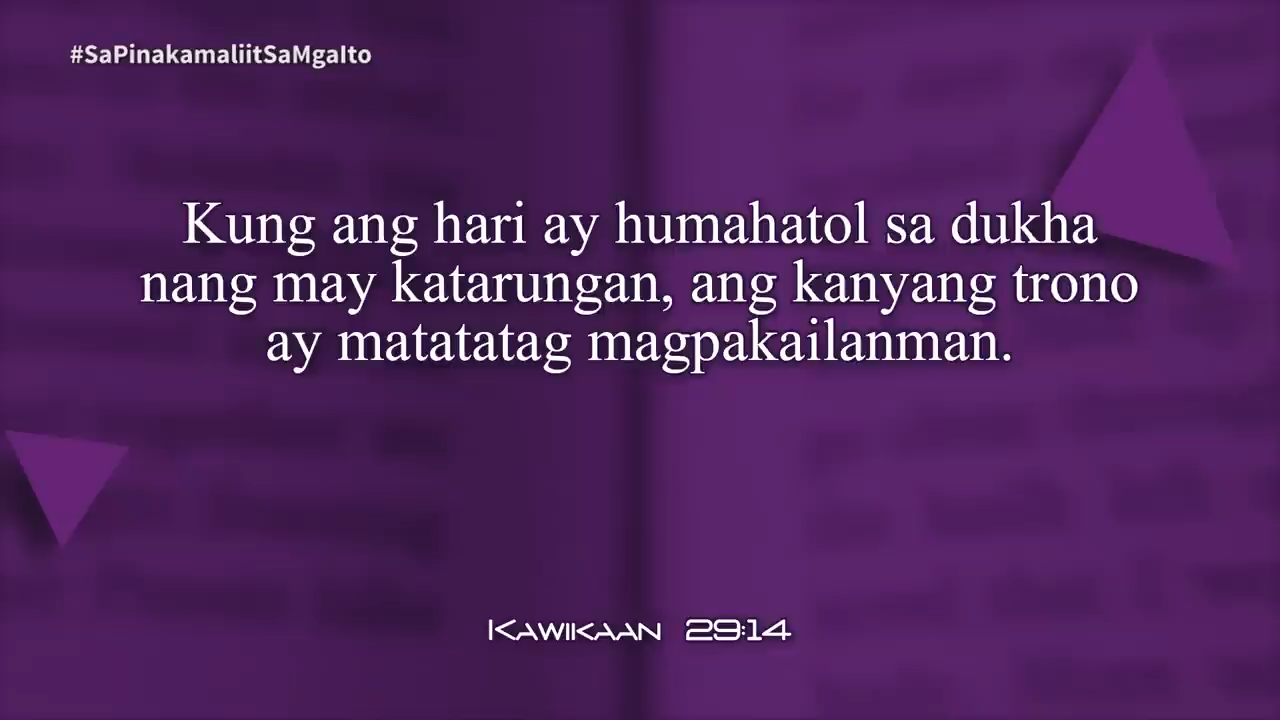 #SaPinakamaliitSaMgaIto
Kung ang hari ay humahatol sa dukha
nang may katarungan, ang kanyang trono
ay matatatag magpakailanman.
Kawikaan 29:14